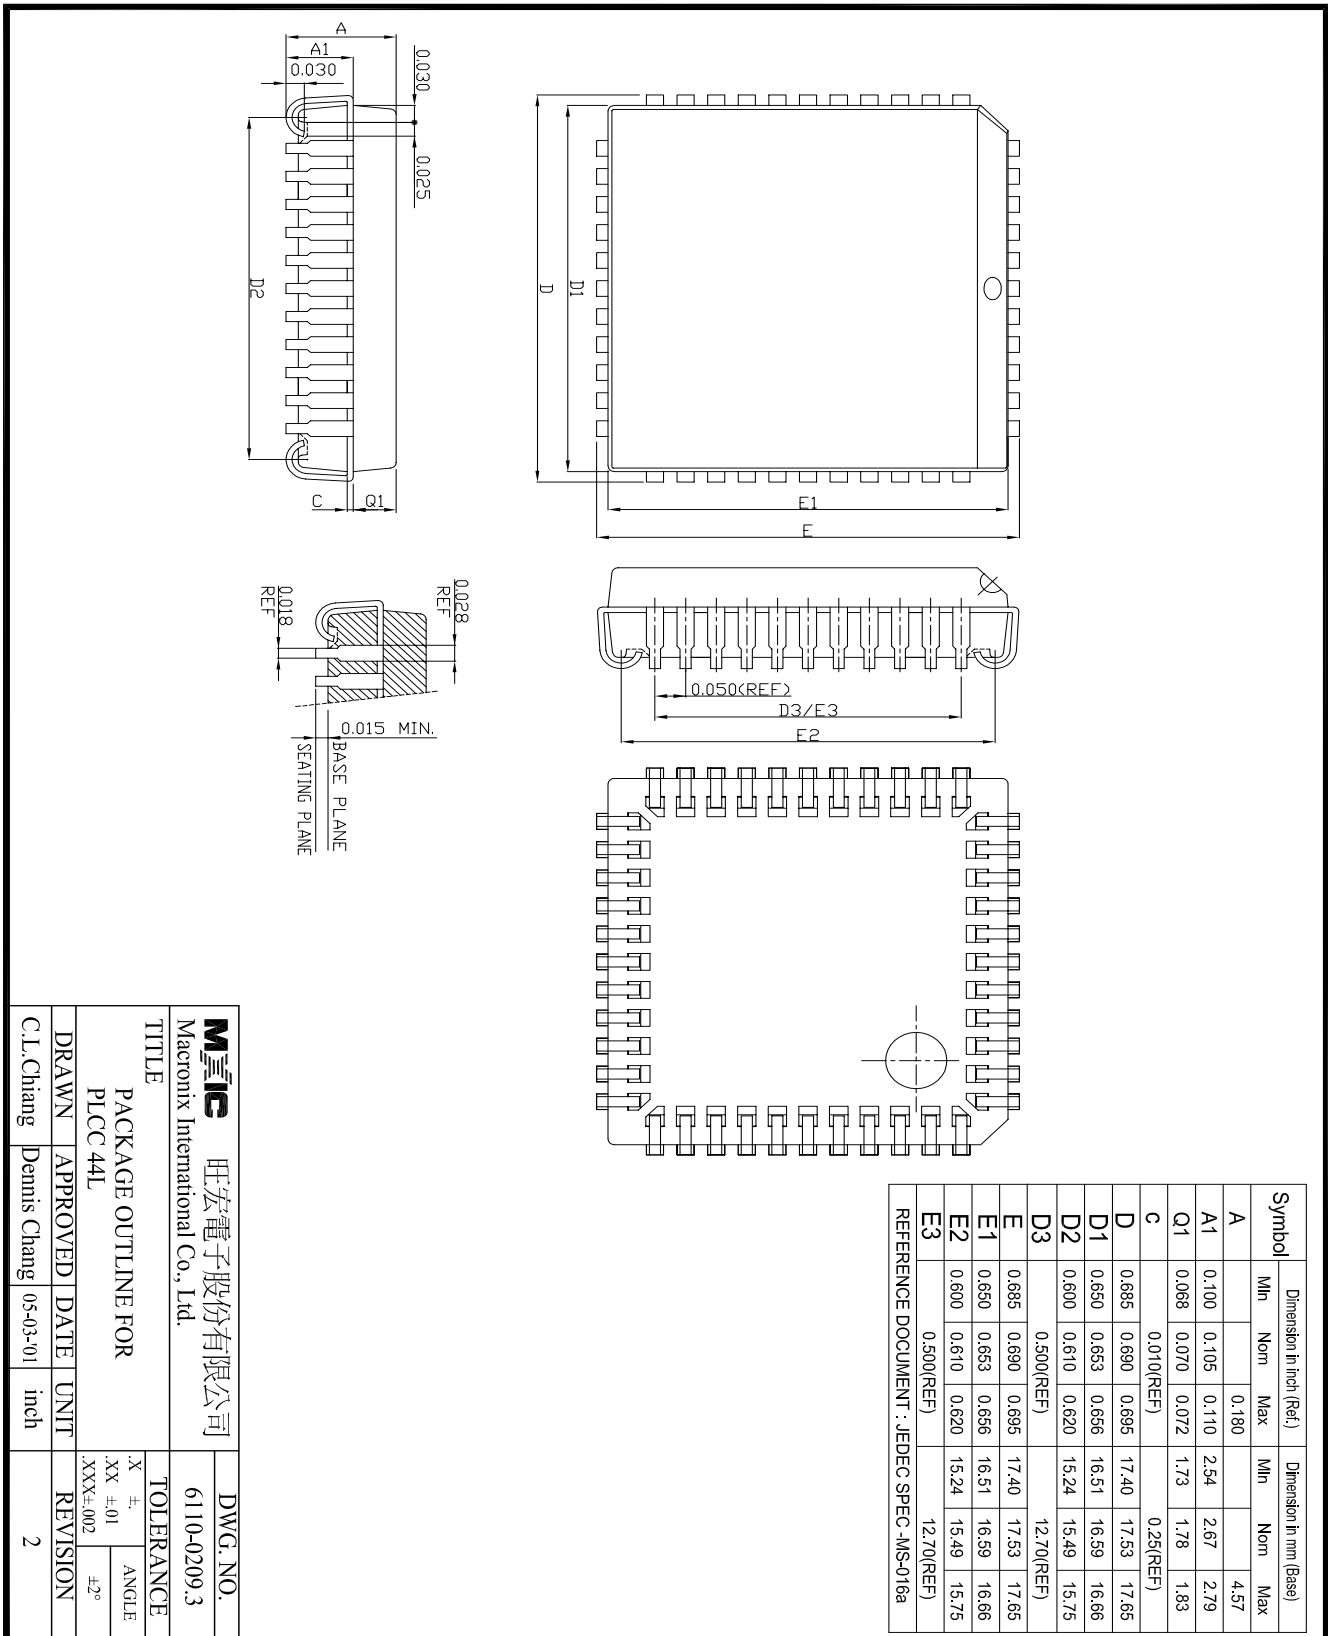 A
A1
0.030
0.030
0.025
D2
C
Q1
D
D1
E1
E
0.028
REF
0.018
REF
0.015 MIN.
BASE PLANE
SEATING PLANE
0.050(REF)
D3/E3
E2
Symbol Dimension in inch (Ref.) Dimension in mm (Base)
MIn Nom Max MIn Nom Max
A 0.180 4.57
A1 0.100 0.105 0.110 2.54 2.67 2.79
Q1 0.068 0.070 0.072 1.73 1.78 1.83
C 0.010(REF) 0.25(REF)
D 0.685 0.690 0.695 17.40 17.53 17.65
D1 0.650 0.653 0.656 16.51 16.59 16.66
D2 0.600 0.610 0.620 15.24 15.49 15.75
D3 0.500(REF) 12.70(REF)
E 0.685 0.690 0.695 17.40 17.53 17.65
E1 0.650 0.653 0.656 16.51 16.59 16.66
E2 0.600 0.610 0.620 15.24 15.49 15.75
E3 0.500(REF) 12.70(REF)
REFERENCE DOCUMENT : JEDEC SPEC -MS-016a
MXIC 旺宏電子股份有限公司
Macronix International Co., Ltd.
DWG. NO.
6110-0209.3
TITLE
PACKAGE OUTLINE FOR
PLCC 44L
TOLERANCE
.X ±.
.XX ±.01
.XXX±.002
ANGLE
±2°
DRAWN APPROVED DATE UNIT REVISION
C.L.Chiang Dennis Chang 05-03-'01 inch 2